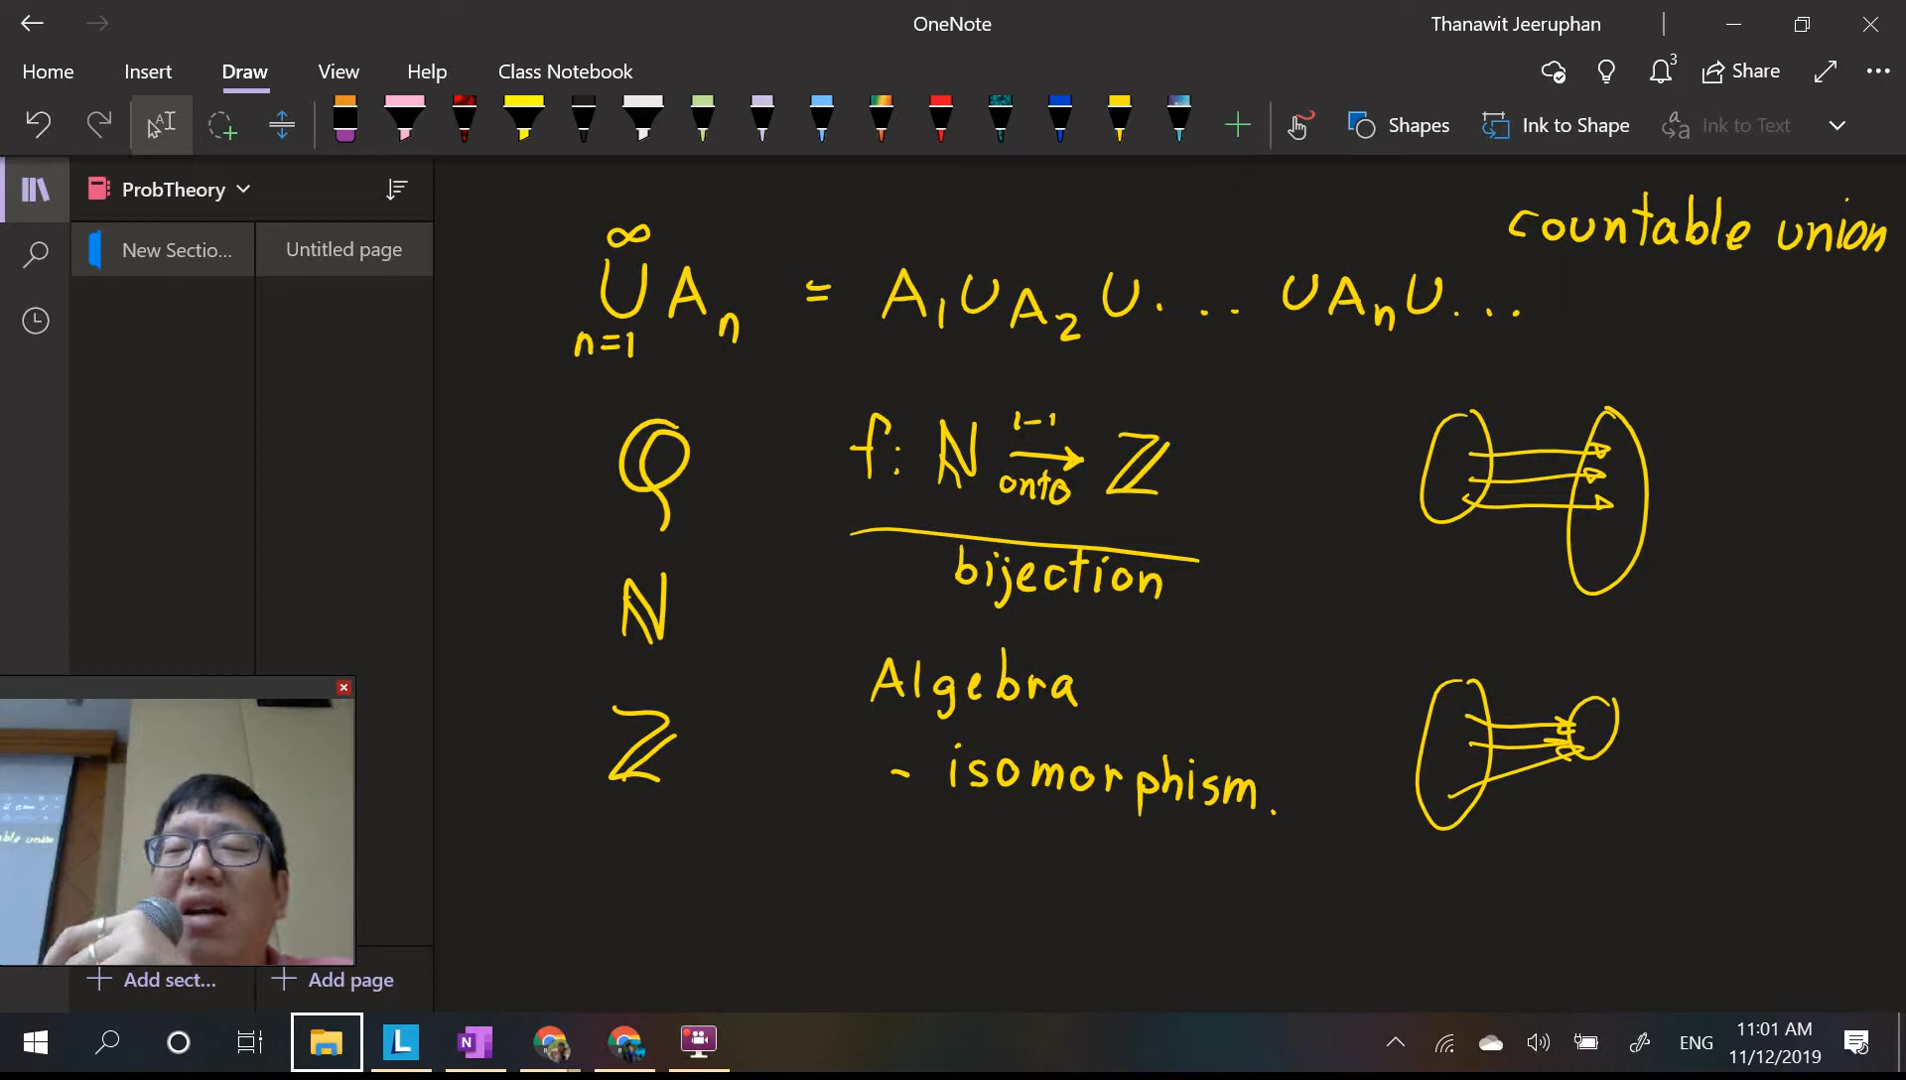 OneNote
Thanawit Jeeruphan
Home Insert Draw View Help Class Notebook
3
Share
Shapes
Ink to Shape
Ink to Text
ProbTheory
New Sectio...
Untitled page
countable union
∞
∪ Aₙ = A₁ ∪ A₂ ∪ . ... ∪ Aₙ ∪ ...
n=1
Q
f: ℕ 1-1 → onto ℤ
bijection
ℕ
Algebra
ℤ
- isomorphism.
Add sect...
Add page
ENG
11:01 AM
11/12/2019